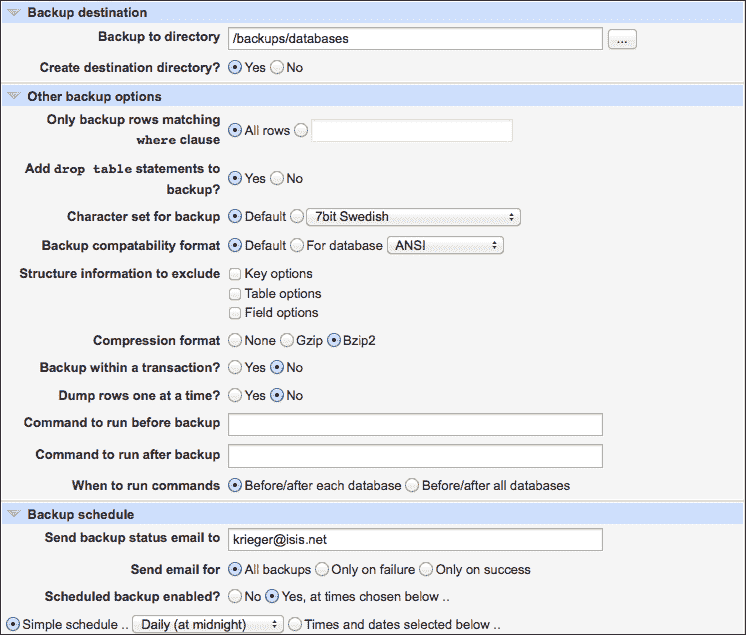 Backup destination
Backup to directory /backups/databases ...
Create destination directory? Yes No
Other backup options
Only backup rows matching
where clause All rows
Add drop table statements to
backup? Yes No
Character set for backup Default 7bit Swedish
Backup compatability format Default For database ANSI
Structure information to exclude Key options
Table options
Field options
Compression format None Gzip Bzip2
Backup within a transaction? Yes No
Dump rows one at a time? Yes No
Command to run before backup
Command to run after backup
When to run commands Before/after each database Before/after all databases
Backup schedule
Send backup status email to krieger@isis.net
Send email for All backups Only on failure Only on success
Scheduled backup enabled? No Yes, at times chosen below ..
Simple schedule .. Daily (at midnight) Times and dates selected below ..